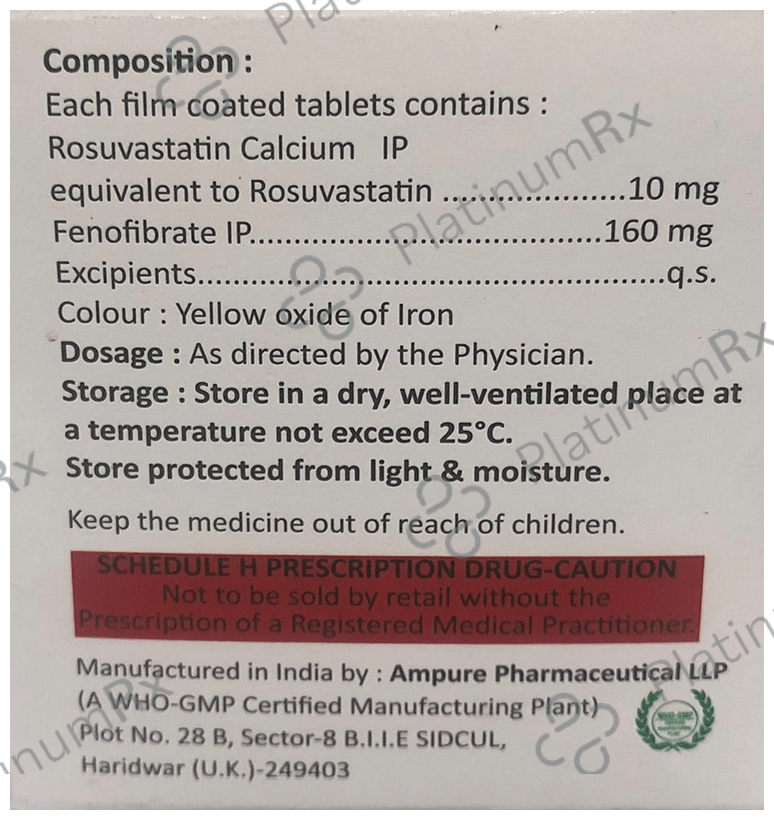 Composition :
Each film coated tablets contains :
Rosuvastatin Calcium IP
equivalent to Rosuvastatin .....................10 mg
Fenofibrate IP........................................160 mg
Excipients.....................................................q.s.
Colour : Yellow oxide of Iron
Dosage : As directed by the Physician.
Storage : Store in a dry, well-ventilated place at
a temperature not exceed 25°C.
Store protected from light & moisture.
Keep the medicine out of reach of children.
SCHEDULE H PRESCRIPTION DRUG-CAUTION
Not to be sold by retail without the
Prescription of a Registered Medical Practitioner.
Manufactured in India by : Ampure Pharmaceutical LLP
(A WHO-GMP Certified Manufacturing Plant)
Plot No. 28 B, Sector-8 B.I.I.E SIDCUL,
Haridwar (U.K.)-249403
WHO-GMP
PlatinumRx
PlatinumRx